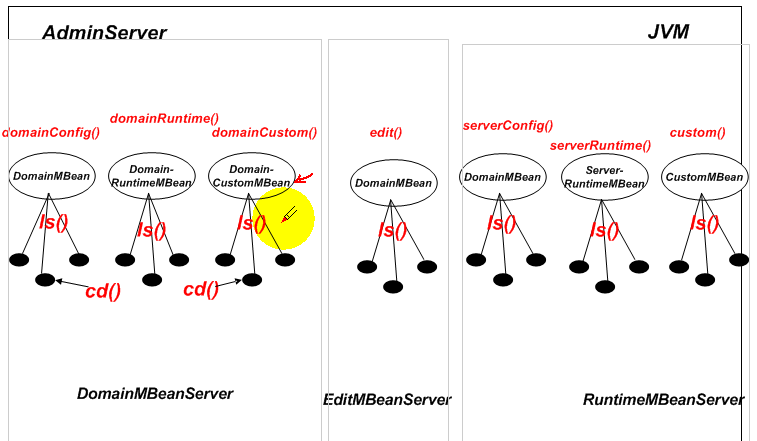 AdminServer
JVM
domainConfig()
domainRuntime()
domainCustom()
edit()
serverConfig()
serverRuntime()
custom()
DomainMBean
Domain-
RuntimeMBean
Domain-
CustomMBean
DomainMBean
DomainMBean
Server-
RuntimeMBean
CustomMBean
ls()
ls()
ls()
ls()
ls()
ls()
ls()
cd()
cd()
DomainMBeanServer
EditMBeanServer
RuntimeMBeanServer